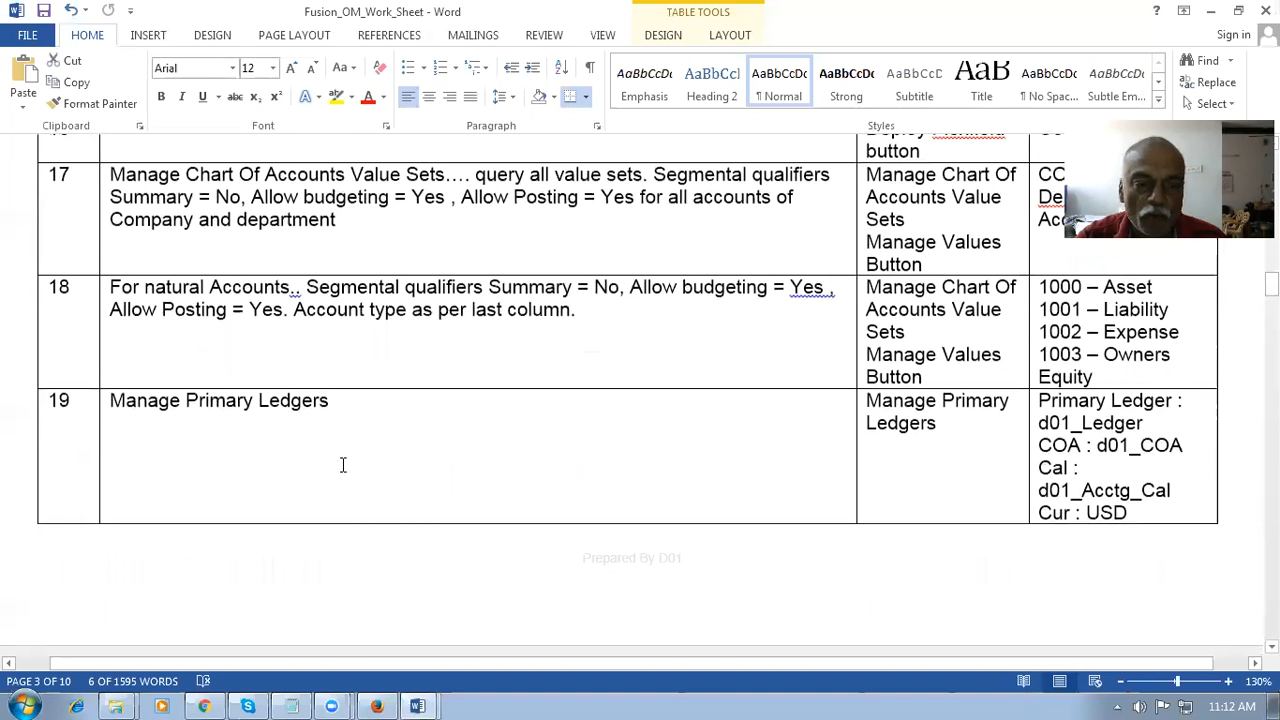 Fusion_OM_Work_Sheet - Word
TABLE TOOLS
Sign in
FILE HOME INSERT DESIGN PAGE LAYOUT REFERENCES MAILINGS REVIEW VIEW DESIGN LAYOUT
Paste
Cut
Copy
Format Painter
Clipboard
Arial 12
Font
Paragraph
AaBbCcDc Emphasis
AaBbCcI Heading 2
AaBbCcDc ¶ Normal
AaBbCcDc Strong
AaBbCcDc Subtitle
AaB Title
AaBbCcDc ¶ No Spac...
AaBbCcDc Subtle Em...
Styles
Find
Replace
Select
button
17
Manage Chart Of Accounts Value Sets…. query all value sets. Segmental qualifiers
Summary = No, Allow budgeting = Yes , Allow Posting = Yes for all accounts of
Company and department
Manage Chart Of
Accounts Value
Sets
Manage Values
Button
18
For natural Accounts.. Segmental qualifiers Summary = No, Allow budgeting = Yes ,
Allow Posting = Yes. Account type as per last column.
Manage Chart Of
Accounts Value
Sets
Manage Values
Button
1000 – Asset
1001 – Liability
1002 – Expense
1003 – Owners
Equity
19
Manage Primary Ledgers
Manage Primary
Ledgers
Primary Ledger :
d01_Ledger
COA : d01_COA
Cal :
d01_Acctg_Cal
Cur : USD
Prepared By D01
PAGE 3 OF 10 6 OF 1595 WORDS
130%
11:12 AM